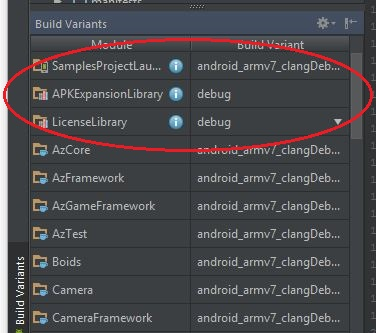 Build Variants
Module Build Variant
SamplesProjectLau... android_armv7_clangDeb...
APKExpansionLibrary debug
LicenseLibrary debug
AzCore android_armv7_clangDeb...
AzFramework android_armv7_clangDeb...
AzGameFramework android_armv7_clangDeb...
AzTest android_armv7_clangDeb...
Boids android_armv7_clangDeb...
Camera android_armv7_clangDeb...
CameraFramework android_armv7_clangDeb...
Build Variants